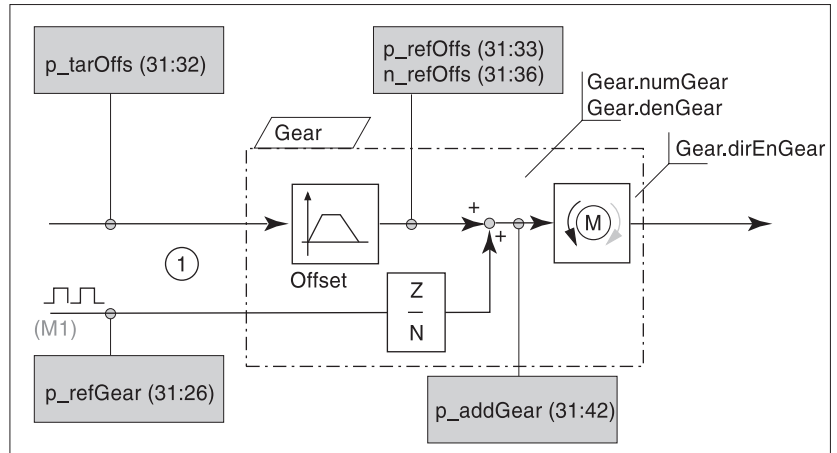 p_tarOffs (31:32)
p_refOffs (31:33)
n_refOffs (31:36)
Gear.numGear
Gear.denGear
Gear
Gear.dirEnGear
+
+
M
1
Offset
Z
N
(M1)
p_refGear (31:26)
p_addGear (31:42)